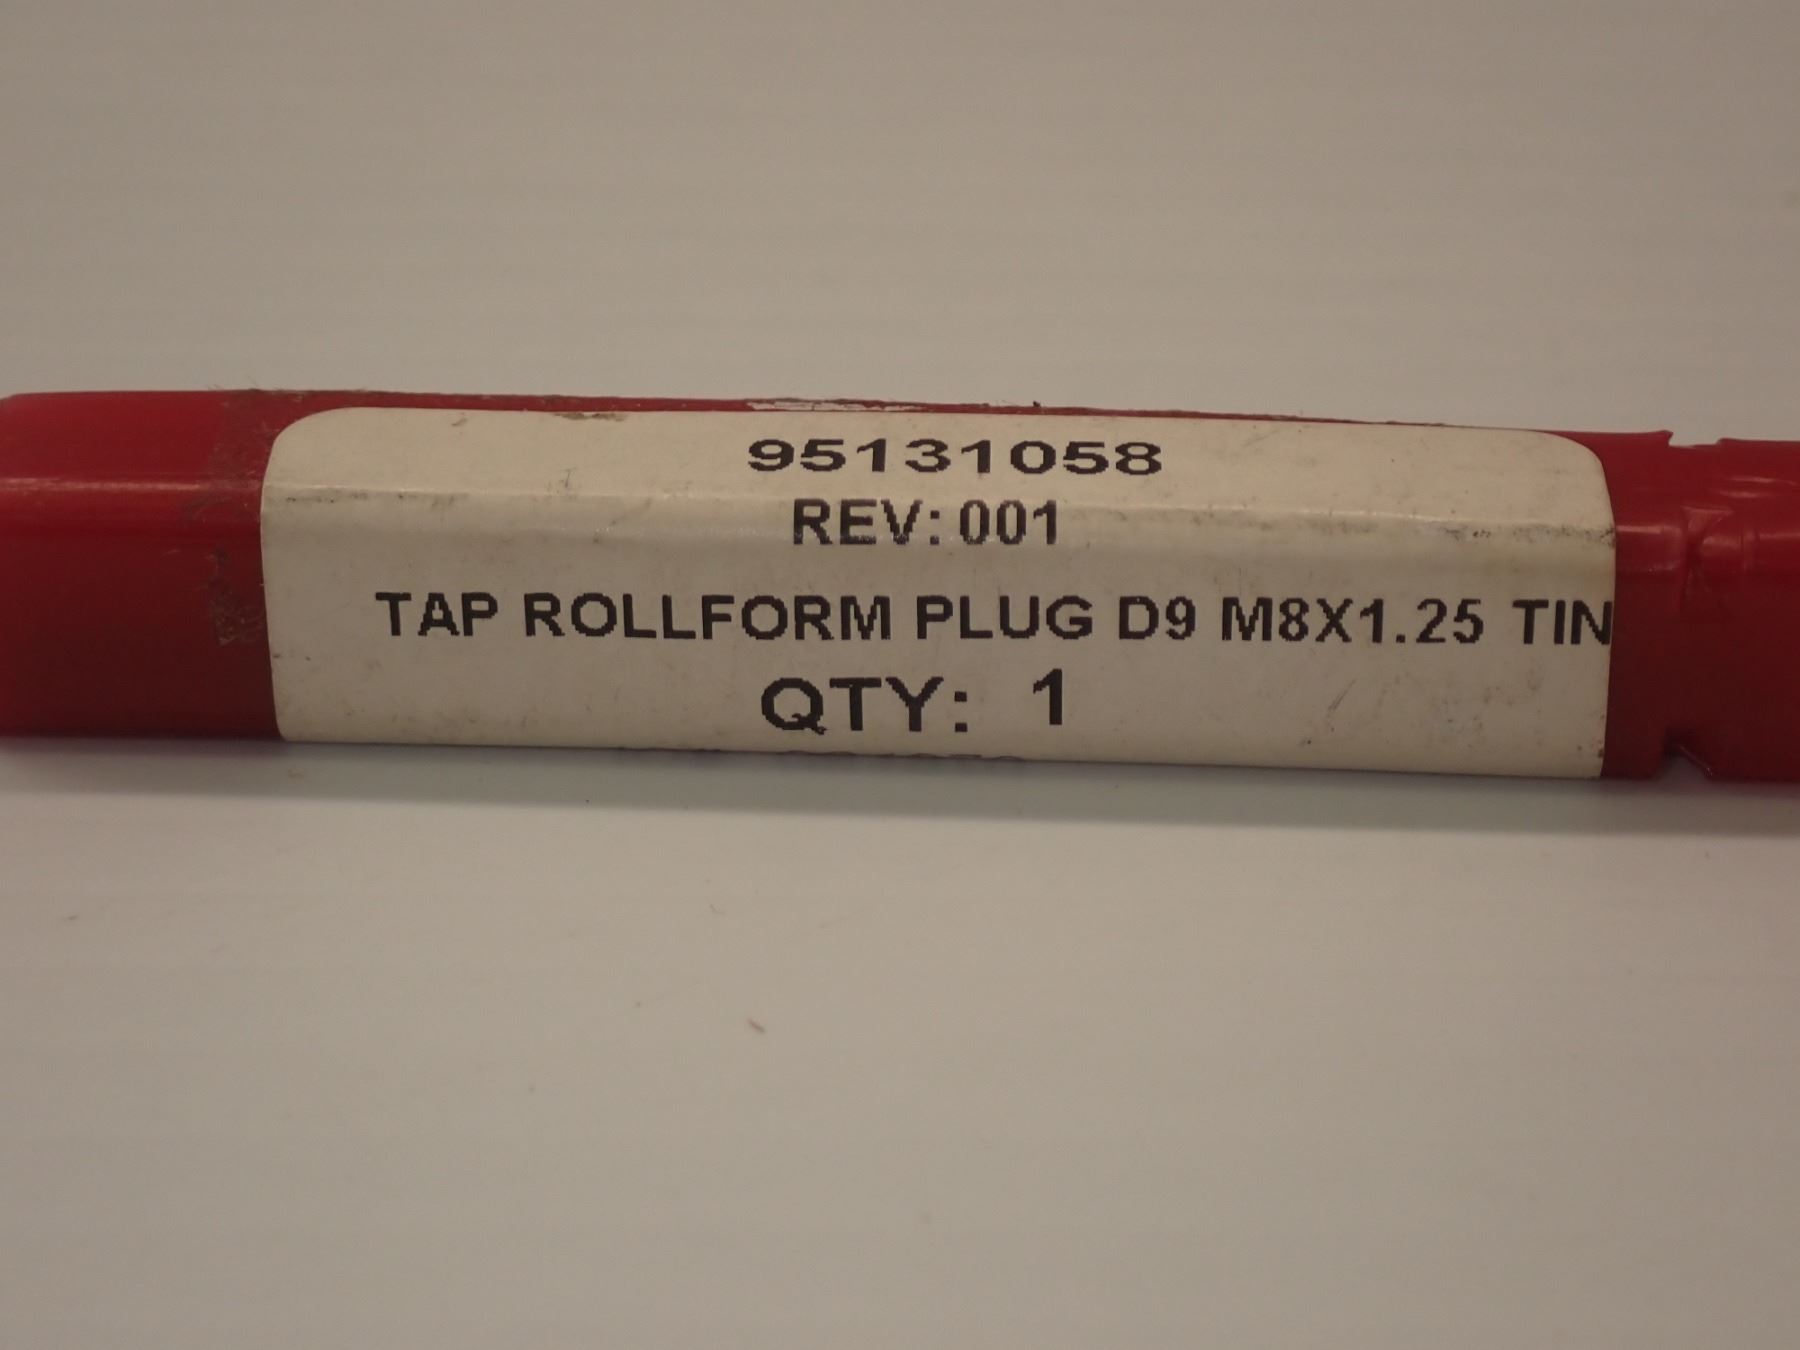 95131058
REV: 001
TAP ROLLFORM PLUG D9 M8X1.25 TIN
QTY: 1